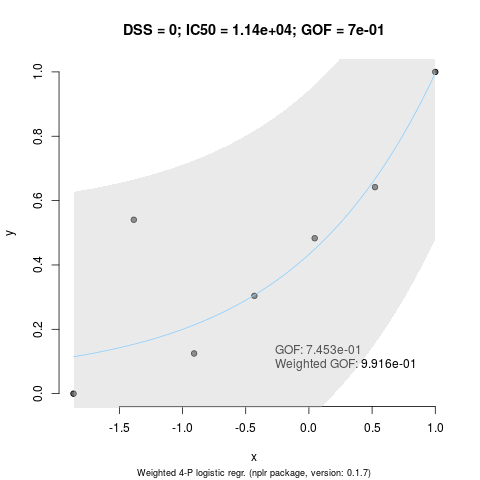 DSS = 0; IC50 = 1.14e+04; GOF = 7e-01
1.0
0.8
0.6
0.4
0.2
0.0
y
GOF: 7.453e-01
Weighted GOF: 9.916e-01
-1.5 -1.0 -0.5 0.0 0.5 1.0
x
Weighted 4-P logistic regr. (nplr package, version: 0.1.7)